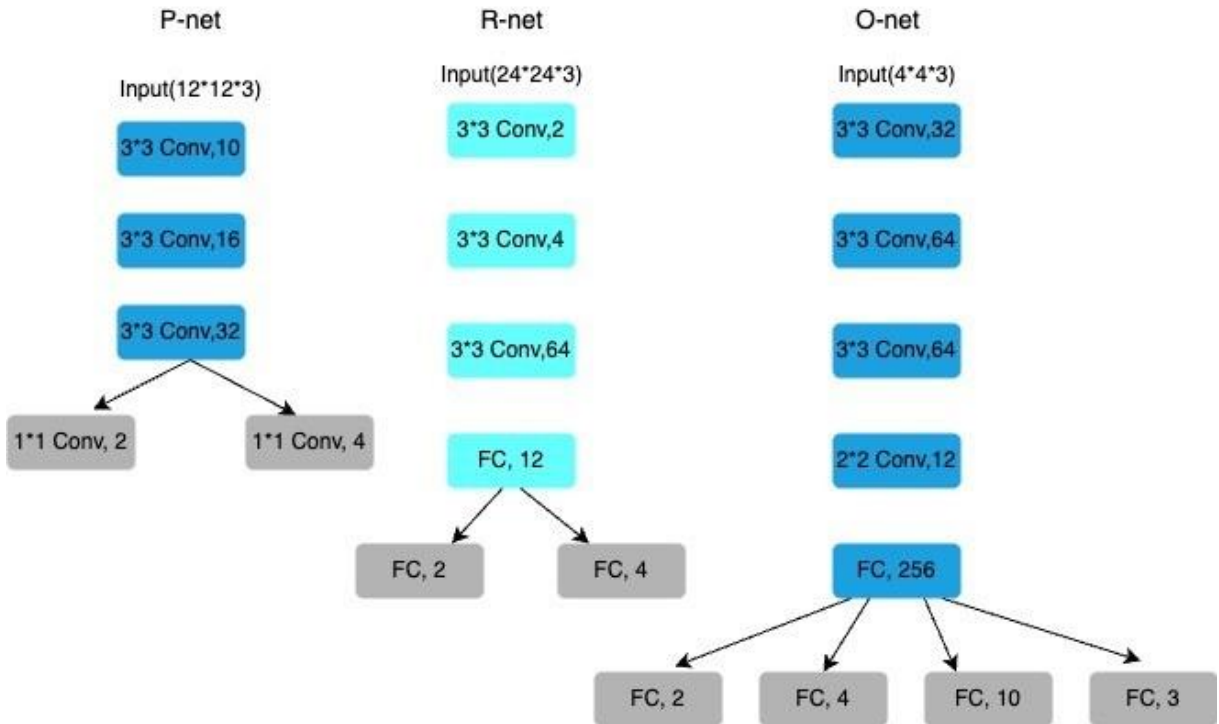 P-net
Input(12*12*3)
3*3 Conv,10
3*3 Conv,16
3*3 Conv,32
1*1 Conv, 2
1*1 Conv, 4
R-net
Input(24*24*3)
3*3 Conv,2
3*3 Conv,4
3*3 Conv,64
FC, 12
FC, 2
FC, 4
O-net
Input(4*4*3)
3*3 Conv,32
3*3 Conv,64
3*3 Conv,64
2*2 Conv,12
FC, 256
FC, 2
FC, 4
FC, 10
FC, 3